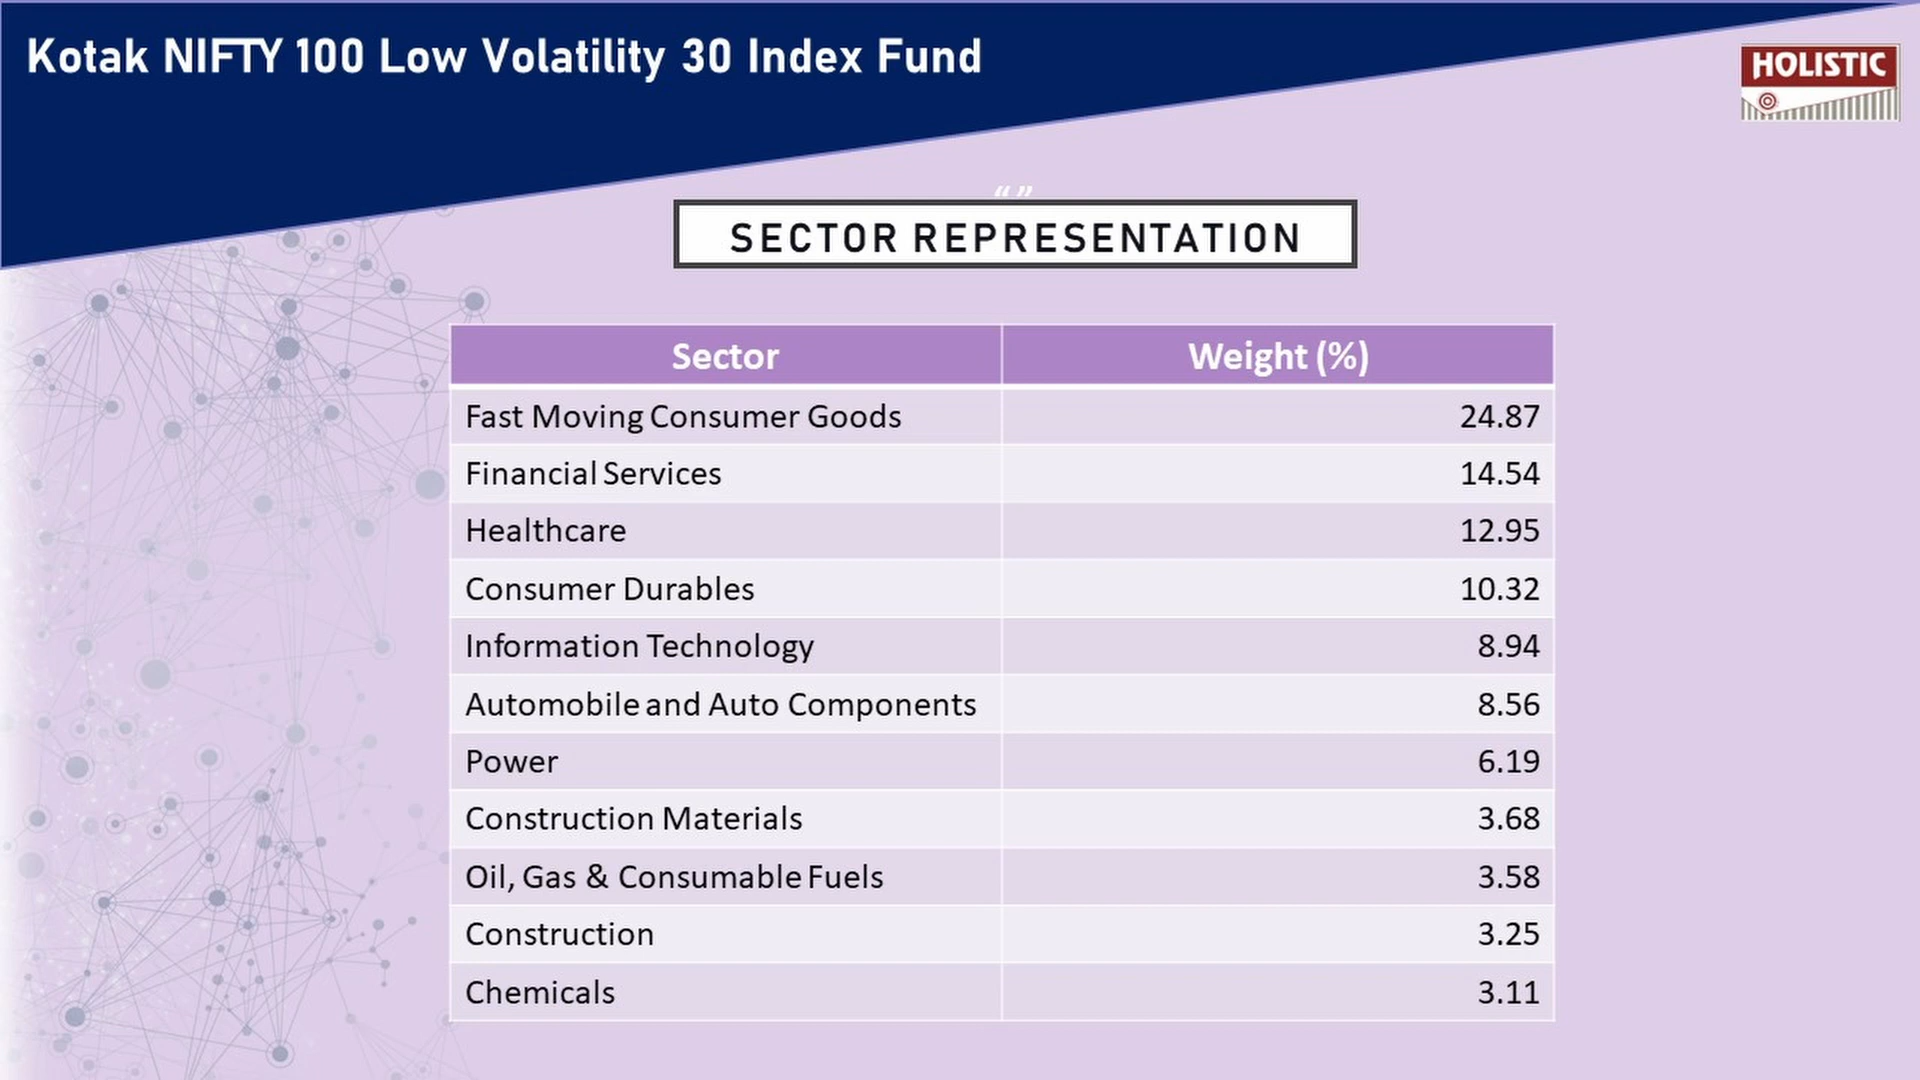 Kotak NIFTY 100 Low Volatility 30 Index Fund
HOLISTIC
“ ”
SECTOR REPRESENTATION
Sector Weight (%)
Fast Moving Consumer Goods 24.87
Financial Services 14.54
Healthcare 12.95
Consumer Durables 10.32
Information Technology 8.94
Automobile and Auto Components 8.56
Power 6.19
Construction Materials 3.68
Oil, Gas & Consumable Fuels 3.58
Construction 3.25
Chemicals 3.11